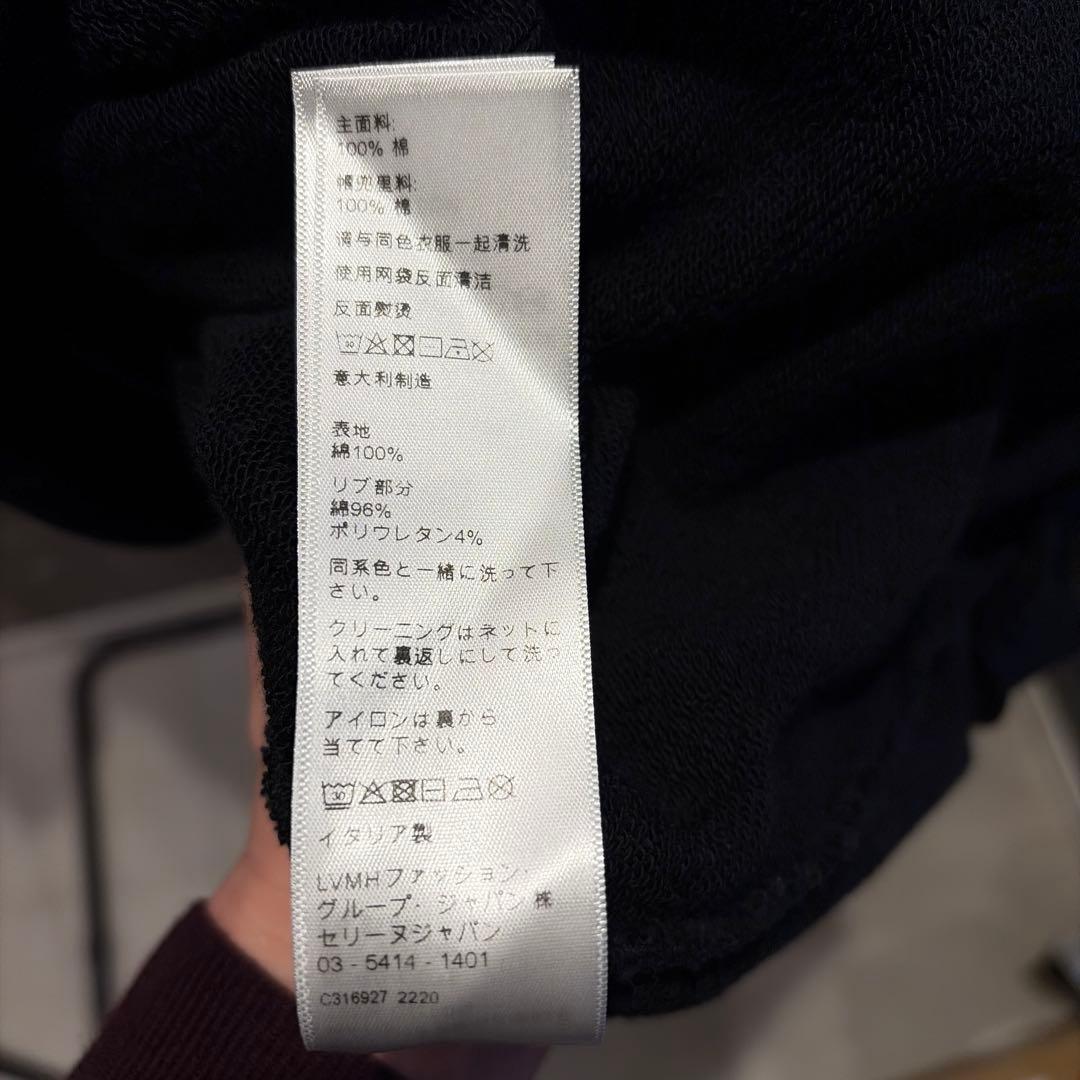 主面料:
100% 棉
里料:
100% 棉
请与同色衣服一起清洗
使用网袋反面清洁
反面熨烫
意大利制造
表地
綿100%
リブ部分
綿96%
ポリウレタン4%
同系色と一緒に洗って下
さい。
クリーニングはネットに
入れて裏返しにして洗っ
てください。
アイロンは裏から
当てて下さい。
30
イタリア製
LVMHファッション・
グループ・ジャパン 株
セリーヌジャパン
03 - 5414 - 1401
C316927 2220